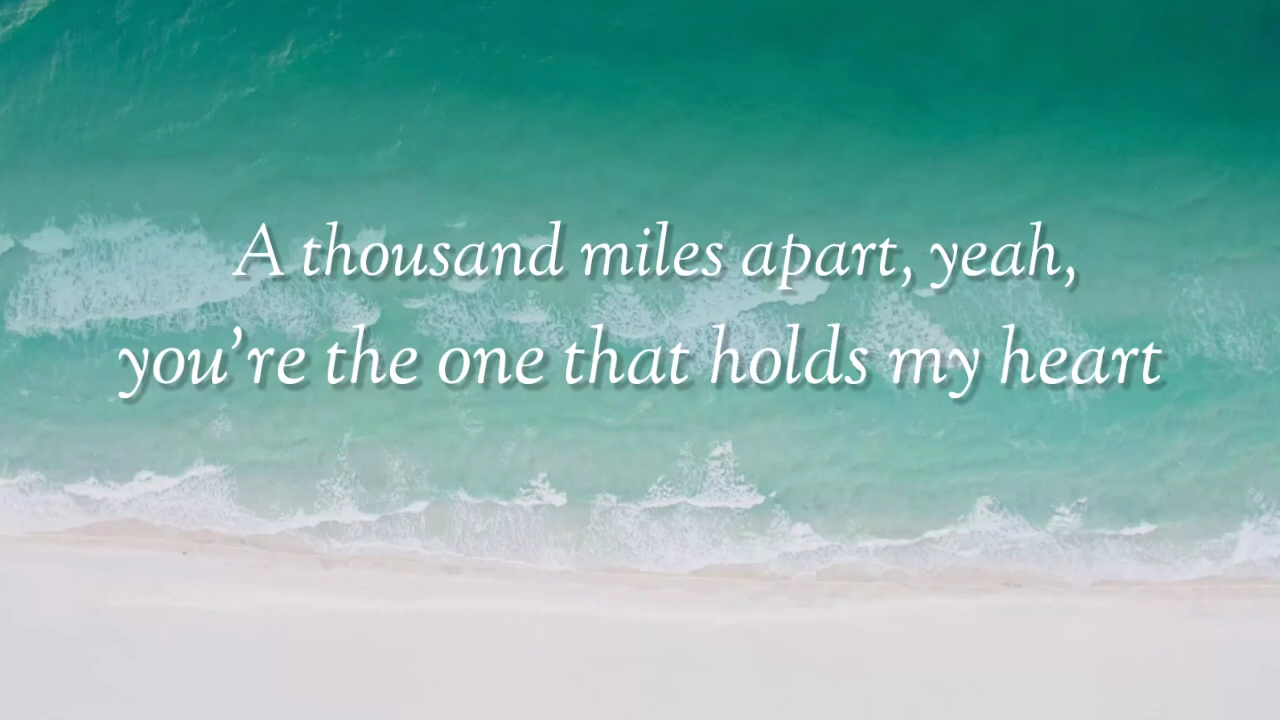 A thousand miles apart, yeah,
you’re the one that holds my heart